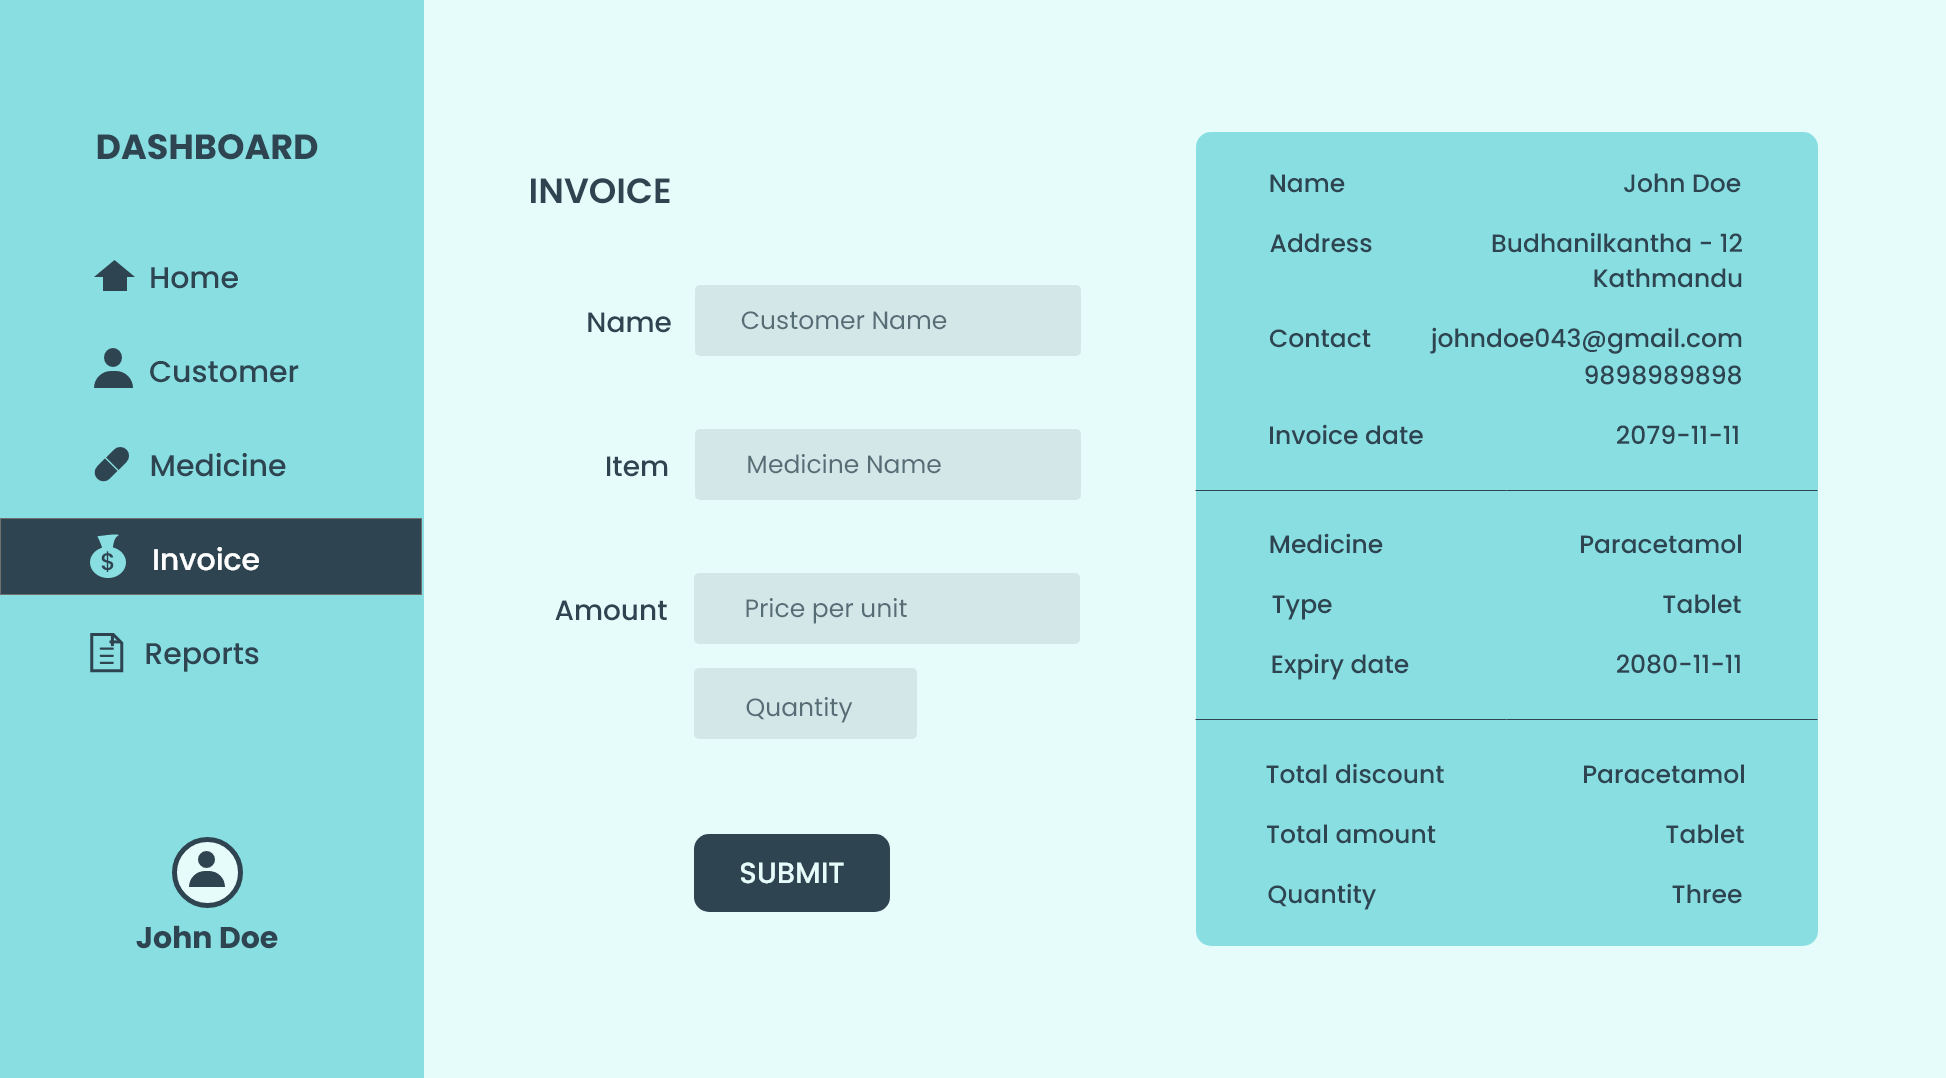 DASHBOARD
Home
Customer
Medicine
$ Invoice
Reports
John Doe
INVOICE
Name Customer Name
Item Medicine Name
Amount Price per unit
Quantity
SUBMIT
Name John Doe
Address Budhanilkantha - 12
Kathmandu
Contact johndoe043@gmail.com
9898989898
Invoice date 2079-11-11
Medicine Paracetamol
Type Tablet
Expiry date 2080-11-11
Total discount Paracetamol
Total amount Tablet
Quantity Three